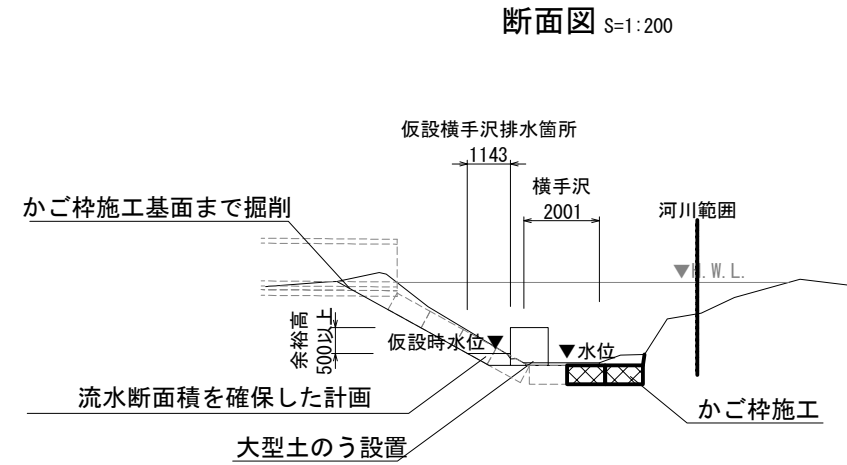 断面図 S=1:200
仮設横手沢排水箇所
1143
横手沢
2001
河川範囲
かご枠施工基面まで掘削
▼H.W.L.
余裕高
500以上
仮設時水位▼
▼水位
流水断面積を確保した計画
かご枠施工
大型土のう設置